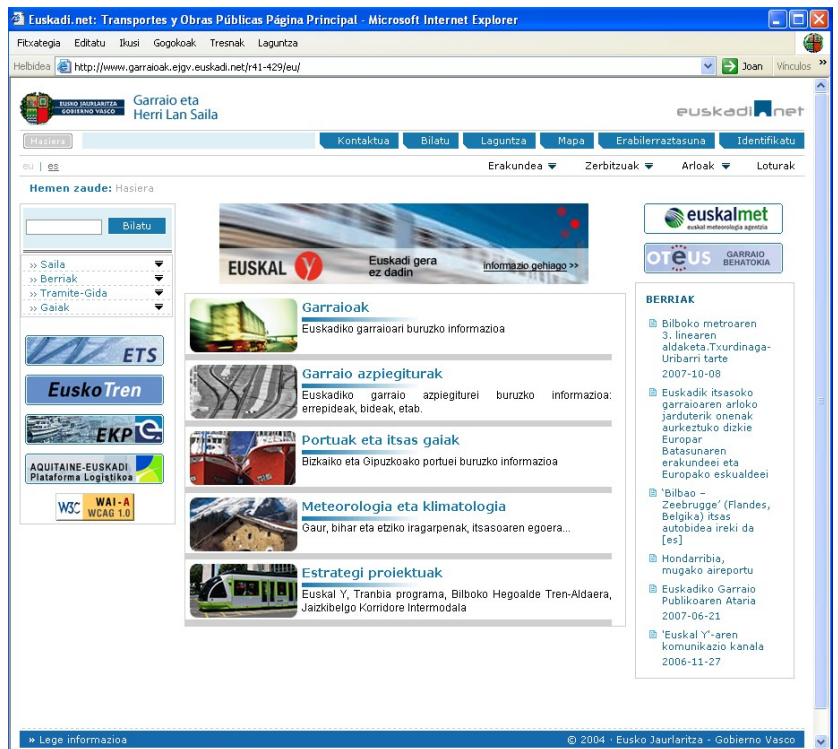 Euskadi.net: Transportes y Obras Públicas Página Principal - Microsoft Internet Explorer
Fitxategia Editatu Ikusi Gogokoak Tresnak Laguntza
Helbidea http://www.garraioak.ejgv.euskadi.net/r41-429/eu/ Joan Vínculos »
EUSKO JAURLARITZA
GOBIERNO VASCO
Garraio eta
Herri Lan Saila
euskadi net
Hasiera Kontaktua Bilatu Laguntza Mapa Erabilerraztasuna Identifikatu
eu | es Erakundea Zerbitzuak Arloak Loturak
Hemen zaude: Hasiera
Bilatu
» Saila
» Berriak
» Tramite-Gida
» Gaiak
ETS
EuskoTren
EKP
AQUITAINE-EUSKADI
Plataforma Logistikoa
W3C WAI-A
WCAG 1.0
EUSKAL Y
Euskadi gera
ez dadin
informazio gehiago >>
Garraioak
Euskadiko garraioari buruzko informazioa
Garraio azpiegiturak
Euskadiko garraio azpiegiturei buruzko informazioa:
errepideak, bideak, etab.
Portuak eta itsas gaiak
Bizkaiko eta Gipuzkoako portuei buruzko informazioa
Meteorologia eta klimatologia
Gaur, bihar eta etziko iragarpenak, itsasoaren egoera...
Estrategi proiektuak
Euskal Y, Tranbia programa, Bilboko Hegoalde Tren-Aldaera,
Jaizkibelgo Korridore Intermodala
euskalmet
euskal meteorologia agentzia
OTEUS GARRAIO
BEHATOKIA
BERRIAK
Bilboko metroaren
3. linearen
aldaketa.Txurdinaga-
Uribarri tarte
2007-10-08
Euskadik itsasoko
garraioaren arloko
jarduterik onenak
aurkeztuko dizkie
Europar
Batasunaren
erakundeei eta
Europako eskualdeei
'Bilbao –
Zeebrugge' (Flandes,
Belgika) itsas
autobidea ireki da
[es]
Hondarribia,
mugako aireportu
Euskadiko Garraio
Publikoaren Ataria
2007-06-21
'Euskal Y'-aren
komunikazio kanala
2006-11-27
» Lege informazioa © 2004 · Eusko Jaurlaritza - Gobierno Vasco